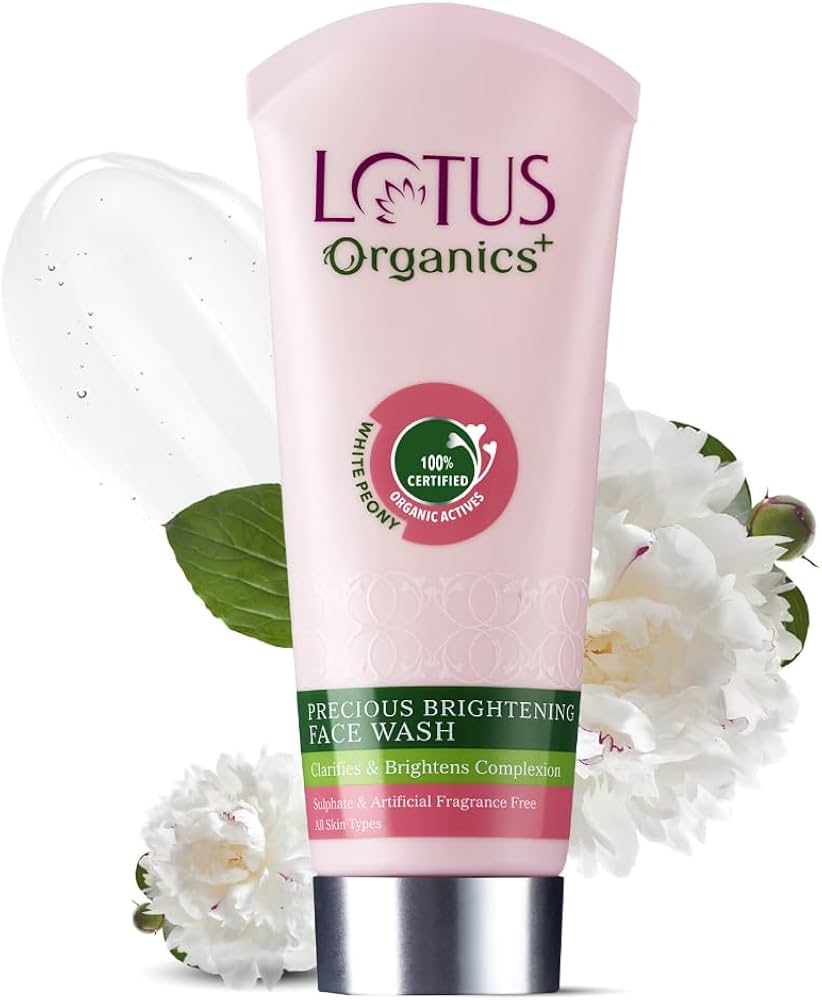 LOTUS
Organics+
WHITE PEONY
100%
CERTIFIED
ORGANIC ACTIVES
PRECIOUS BRIGHTENING
FACE WASH
Clarifies & Brightens Complexion
Sulphate & Artificial Fragrance Free
All Skin Types